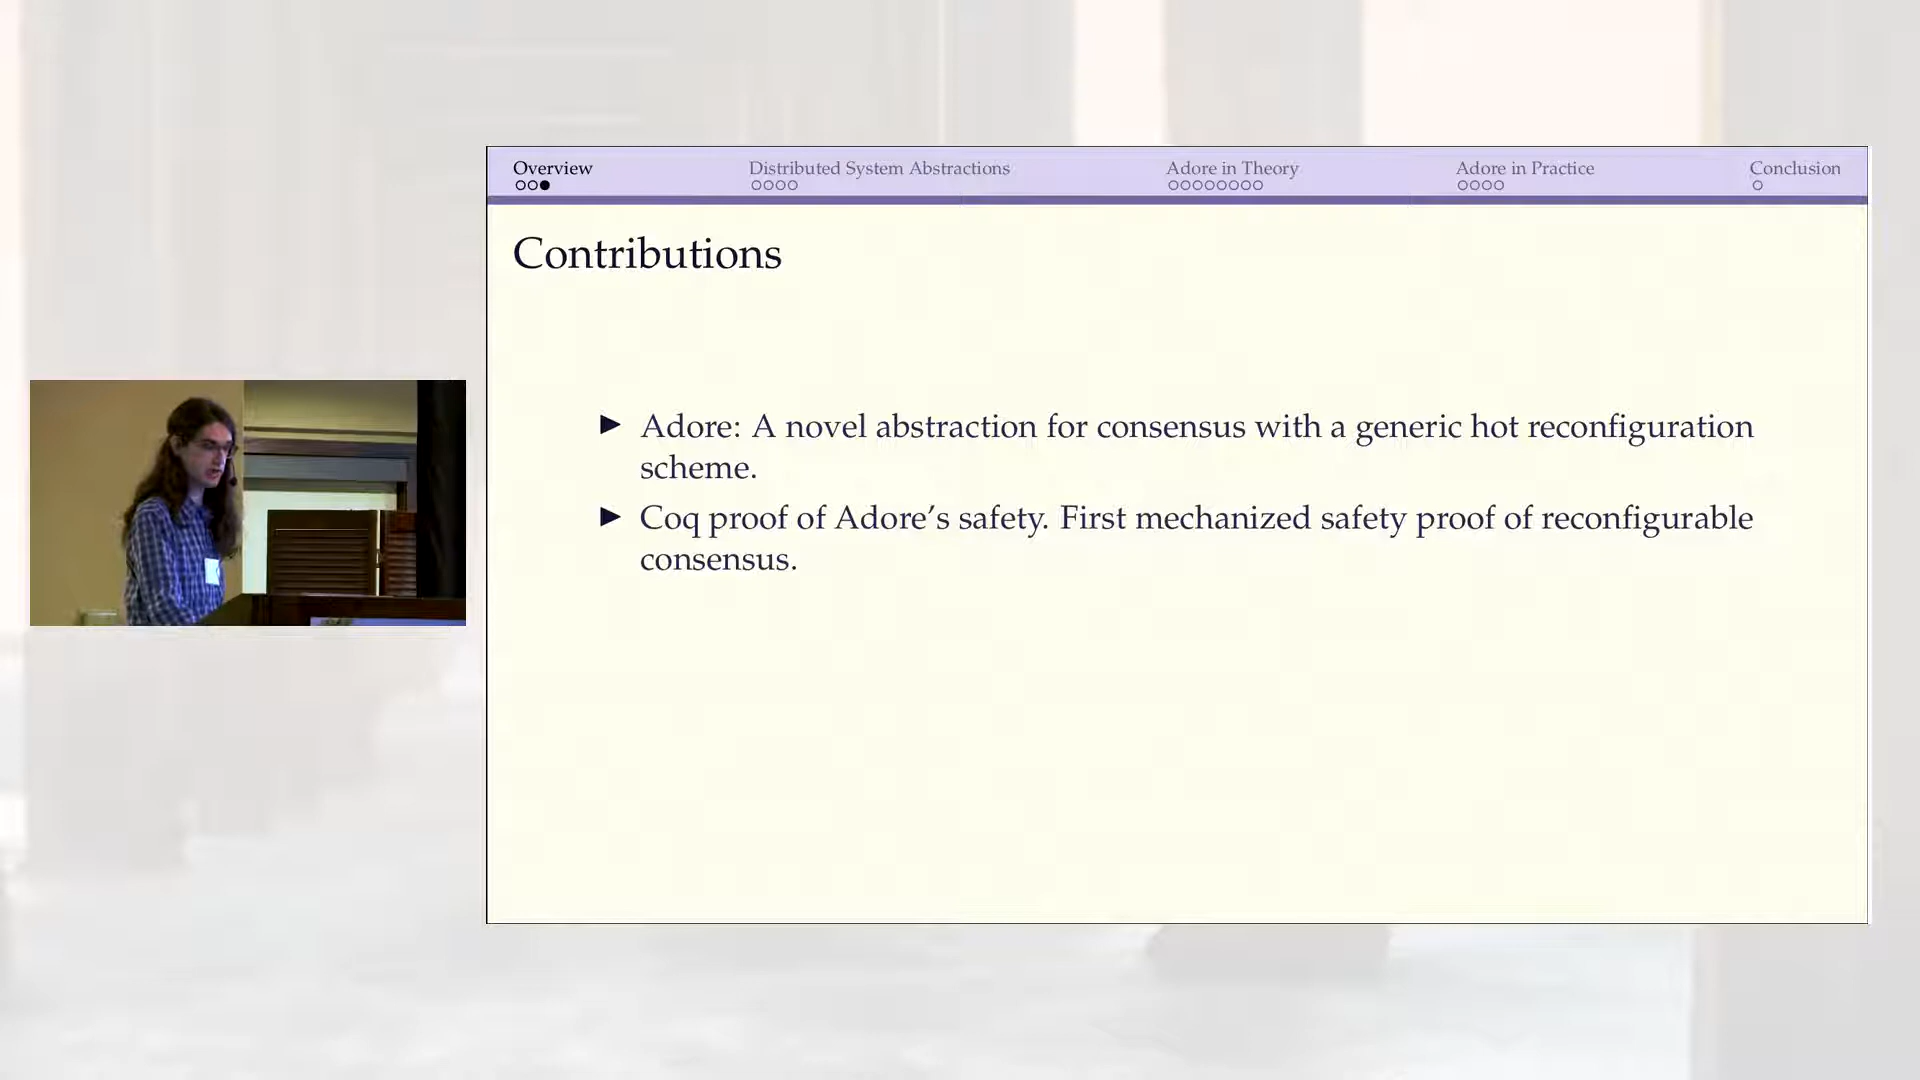 Overview
Distributed System Abstractions
Adore in Theory
Adore in Practice
Conclusion
Contributions
► Adore: A novel abstraction for consensus with a generic hot reconfiguration
scheme.
► Coq proof of Adore's safety. First mechanized safety proof of reconfigurable
consensus.